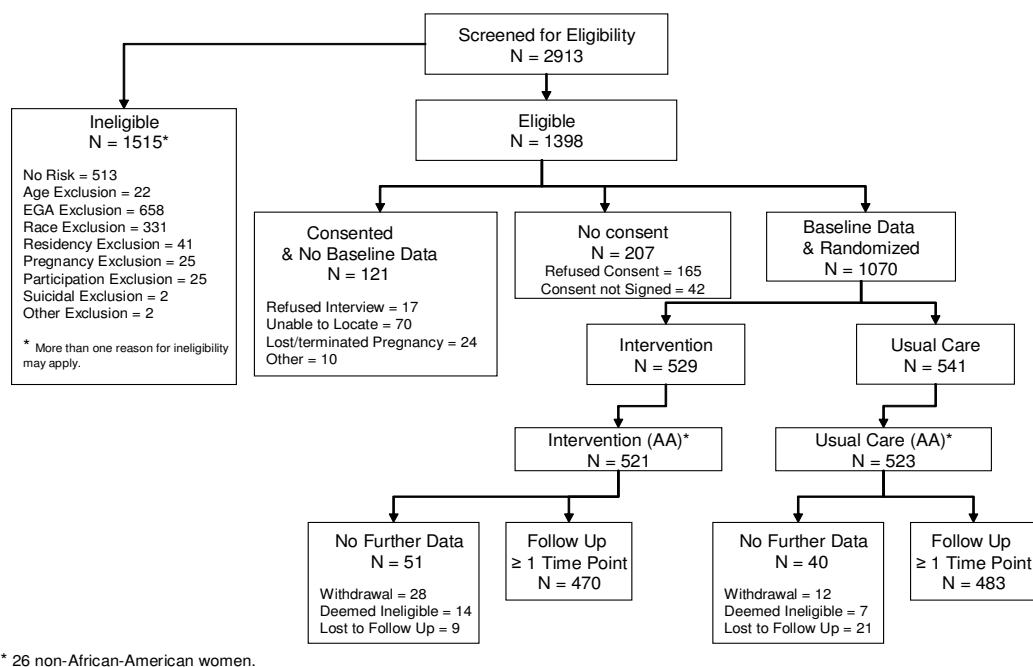 Screened for Eligibility
N = 2913
Ineligible
N = 1515*
No Risk = 513
Age Exclusion = 22
EGA Exclusion = 658
Race Exclusion = 331
Residency Exclusion = 41
Pregnancy Exclusion = 25
Participation Exclusion = 25
Suicidal Exclusion = 2
Other Exclusion = 2
* More than one reason for ineligibility
may apply.
Eligible
N = 1398
Consented
& No Baseline Data
N = 121
Refused Interview = 17
Unable to Locate = 70
Lost/terminated Pregnancy = 24
Other = 10
No consent
N = 207
Refused Consent = 165
Consent not Signed = 42
Baseline Data
& Randomized
N = 1070
Intervention
N = 529
Usual Care
N = 541
Intervention (AA)*
N = 521
Usual Care (AA)*
N = 523
No Further Data
N = 51
Withdrawal = 28
Deemed Ineligible = 14
Lost to Follow Up = 9
Follow Up
≥ 1 Time Point
N = 470
No Further Data
N = 40
Withdrawal = 12
Deemed Ineligible = 7
Lost to Follow Up = 21
Follow Up
≥ 1 Time Point
N = 483
* 26 non-African-American women.